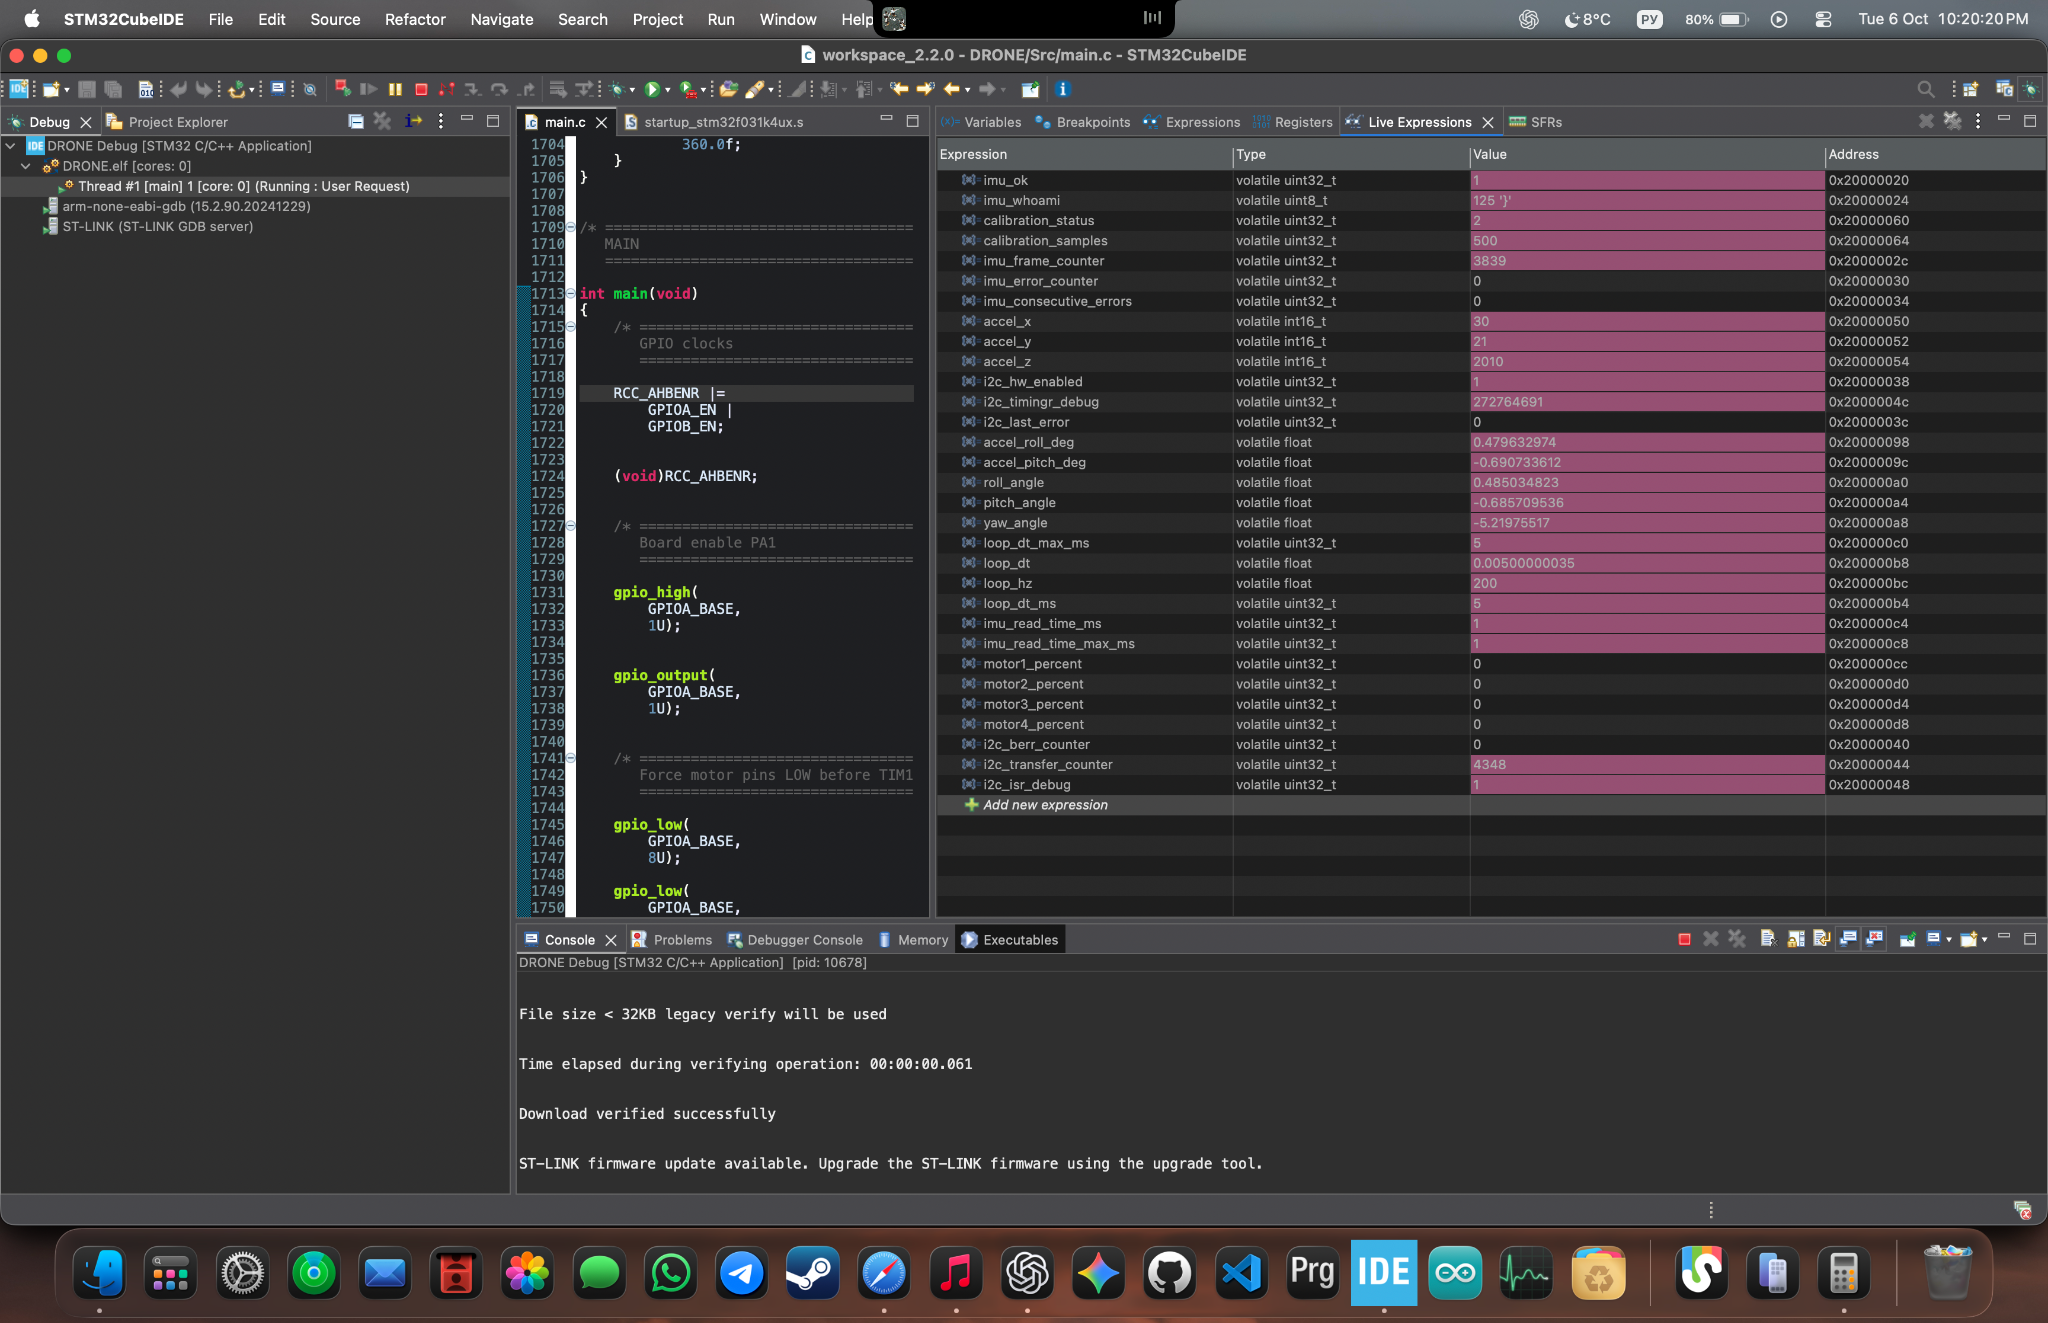 STM32CubeIDE File Edit Source Refactor Navigate Search Project Run Window Help 8°C РУ 80% Tue 6 Oct 10:20:20 PM
workspace_2.2.0 - DRONE/Src/main.c - STM32CubeIDE
Debug Project Explorer
DRONE Debug [STM32 C/C++ Application]
DRONE.elf [cores: 0]
Thread #1 [main] 1 [core: 0] (Running : User Request)
arm-none-eabi-gdb (15.2.90.20241229)
ST-LINK (ST-LINK GDB server)
main.c startup_stm32f031k4ux.s
1704 360.0f;
1705 }
1706 }
1707
1708
1709 /* ====================================
1710 MAIN
1711 ====================================
1712
1713 int main(void)
1714 {
1715 /* ================================
1716 GPIO clocks
1717 ================================
1718
1719 RCC_AHBENR |=
1720 GPIOA_EN |
1721 GPIOB_EN;
1722
1723
1724 (void)RCC_AHBENR;
1725
1726
1727 /* ================================
1728 Board enable PA1
1729 ================================
1730
1731 gpio_high(
1732 GPIOA_BASE,
1733 1U);
1734
1735
1736 gpio_output(
1737 GPIOA_BASE,
1738 1U);
1739
1740
1741 /* ================================
1742 Force motor pins LOW before TIM1
1743 ================================
1744
1745 gpio_low(
1746 GPIOA_BASE,
1747 8U);
1748
1749 gpio_low(
1750 GPIOA_BASE,
Variables Breakpoints Expressions Registers Live Expressions SFRs
Expression Type Value Address
imu_ok volatile uint32_t 1 0x20000020
imu_whoami volatile uint8_t 125 '}' 0x20000024
calibration_status volatile uint32_t 2 0x20000060
calibration_samples volatile uint32_t 500 0x20000064
imu_frame_counter volatile uint32_t 3839 0x2000002c
imu_error_counter volatile uint32_t 0 0x20000030
imu_consecutive_errors volatile uint32_t 0 0x20000034
accel_x volatile int16_t 30 0x20000050
accel_y volatile int16_t 21 0x20000052
accel_z volatile int16_t 2010 0x20000054
i2c_hw_enabled volatile uint32_t 1 0x20000038
i2c_timingr_debug volatile uint32_t 272764691 0x2000004c
i2c_last_error volatile uint32_t 0 0x2000003c
accel_roll_deg volatile float 0.479632974 0x20000098
accel_pitch_deg volatile float -0.690733612 0x2000009c
roll_angle volatile float 0.485034823 0x200000a0
pitch_angle volatile float -0.685709536 0x200000a4
yaw_angle volatile float -5.21975517 0x200000a8
loop_dt_max_ms volatile uint32_t 5 0x200000c0
loop_dt volatile float 0.00500000035 0x200000b8
loop_hz volatile float 200 0x200000bc
loop_dt_ms volatile uint32_t 5 0x200000b4
imu_read_time_ms volatile uint32_t 1 0x200000c4
imu_read_time_max_ms volatile uint32_t 1 0x200000c8
motor1_percent volatile uint32_t 0 0x200000cc
motor2_percent volatile uint32_t 0 0x200000d0
motor3_percent volatile uint32_t 0 0x200000d4
motor4_percent volatile uint32_t 0 0x200000d8
i2c_berr_counter volatile uint32_t 0 0x20000040
i2c_transfer_counter volatile uint32_t 4348 0x20000044
i2c_isr_debug volatile uint32_t 1 0x20000048
Add new expression
Console Problems Debugger Console Memory Executables
DRONE Debug [STM32 C/C++ Application] [pid: 10678]
File size < 32KB legacy verify will be used
Time elapsed during verifying operation: 00:00:00.061
Download verified successfully
ST-LINK firmware update available. Upgrade the ST-LINK firmware using the upgrade tool.
Prg IDE